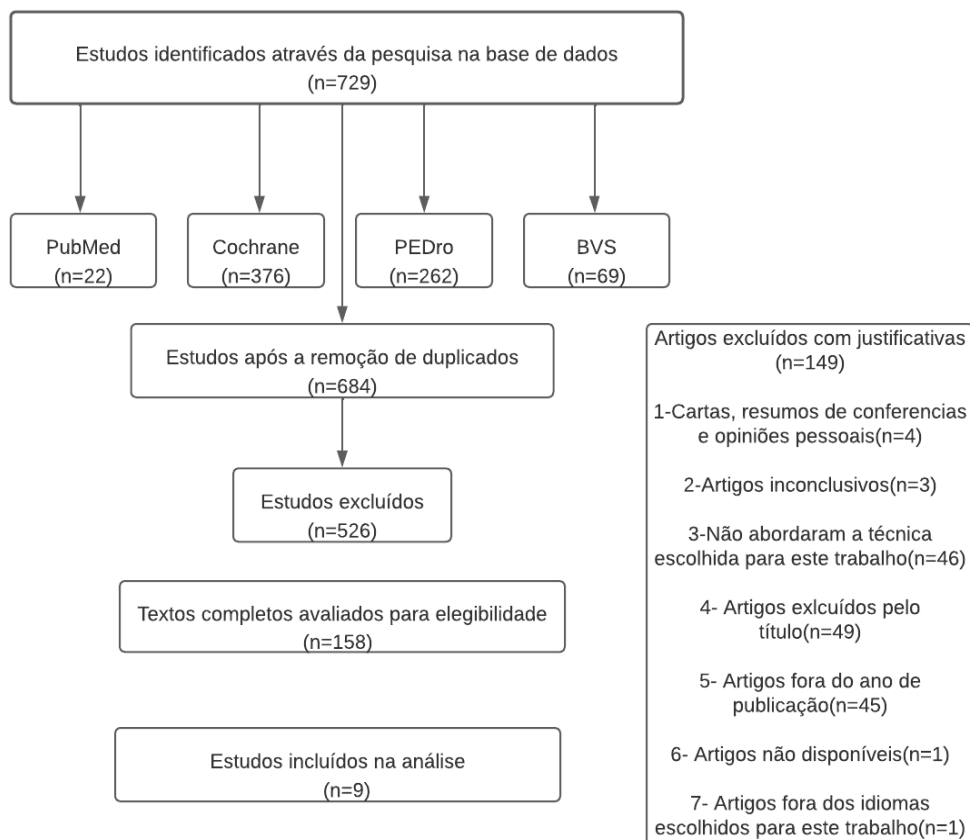 Estudos identificados através da pesquisa na base de dados
(n=729)
PubMed
(n=22)
Cochrane
(n=376)
PEDro
(n=262)
BVS
(n=69)
Estudos após a remoção de duplicados
(n=684)
Estudos excluídos
(n=526)
Textos completos avaliados para elegibilidade
(n=158)
Estudos incluídos na análise
(n=9)
Artigos excluídos com justificativas
(n=149)
1-Cartas, resumos de conferencias
e opiniões pessoais(n=4)
2-Artigos inconclusivos(n=3)
3-Não abordaram a técnica
escolhida para este trabalho(n=46)
4- Artigos exlcuídos pelo
título(n=49)
5- Artigos fora do ano de
publicação(n=45)
6- Artigos não disponíveis(n=1)
7- Artigos fora dos idiomas
escolhidos para este trabalho(n=1)